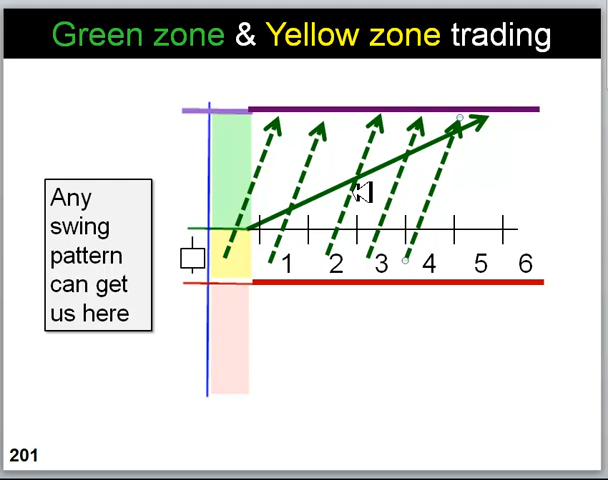 Green zone & Yellow zone trading
Any
swing
pattern
can get
us here
1 2 3 4 5 6
201